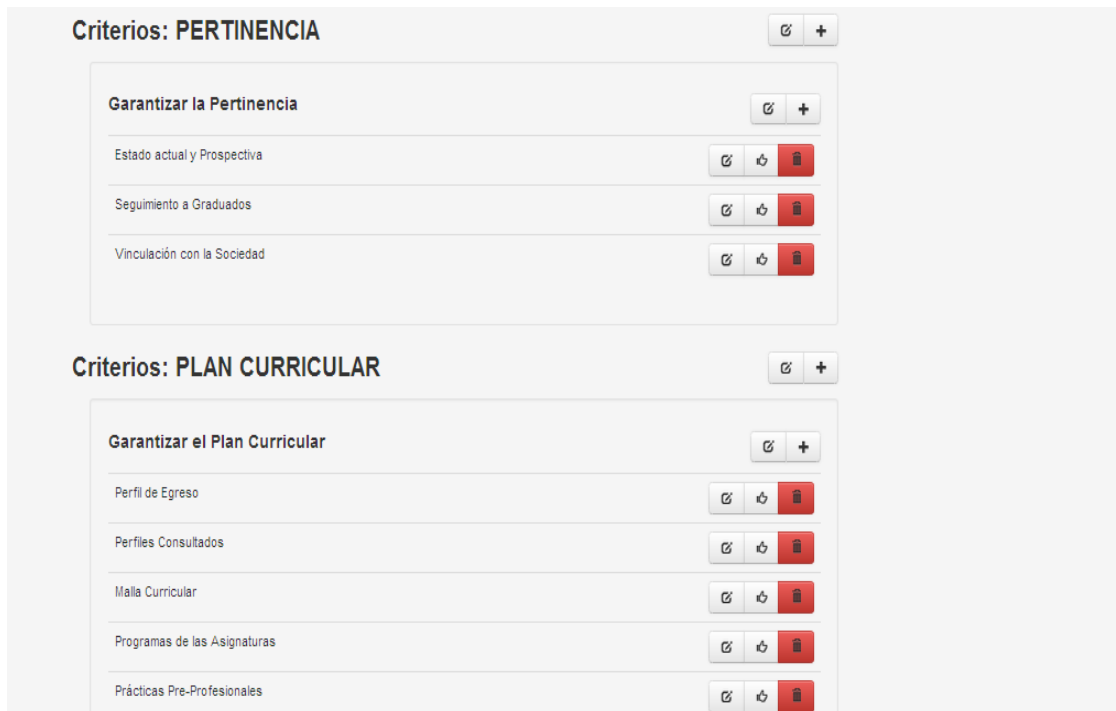 Criterios: PERTINENCIA
Garantizar la Pertinencia
Estado actual y Prospectiva
Seguimiento a Graduados
Vinculación con la Sociedad
Criterios: PLAN CURRICULAR
Garantizar el Plan Curricular
Perfil de Egreso
Perfiles Consultados
Malla Curricular
Programas de las Asignaturas
Prácticas Pre-Profesionales